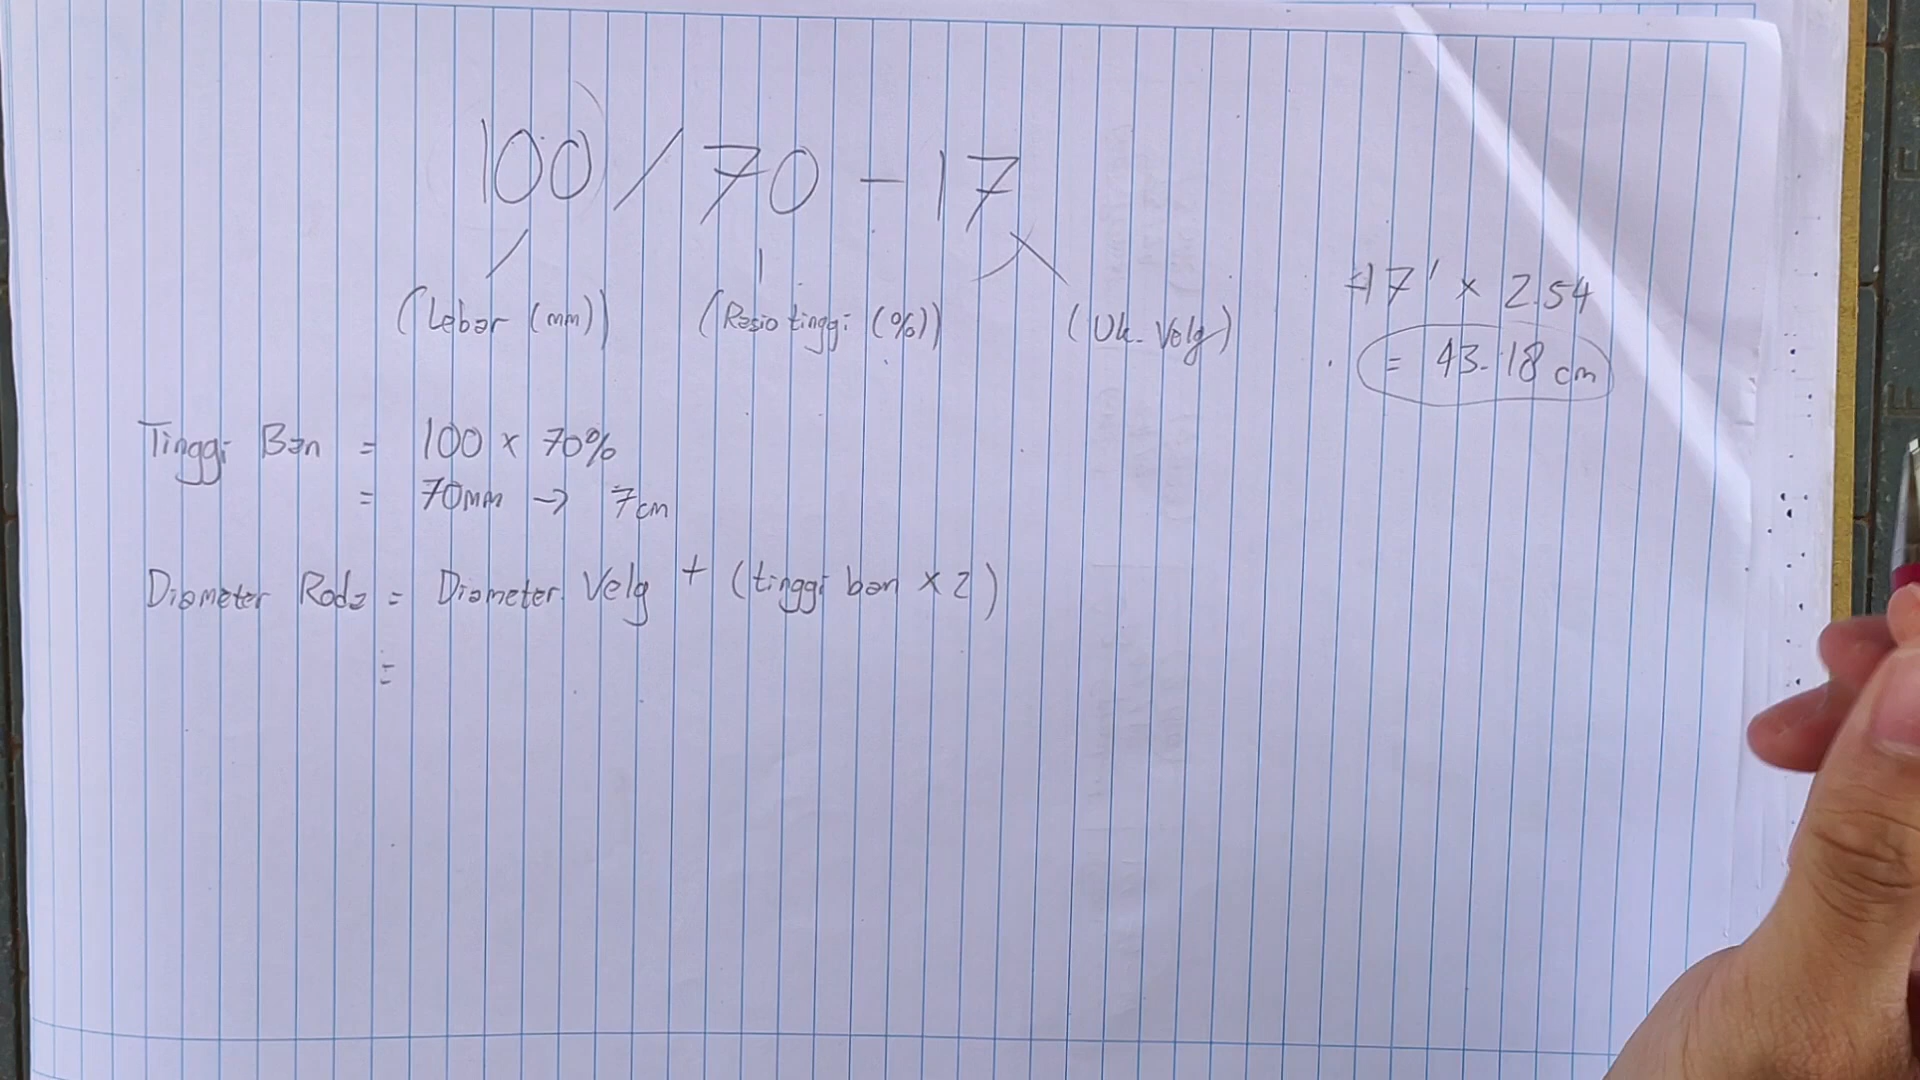 100/70-17
(Lebar (mm)) (Rasio tinggi (%)) (Uk. Velg)
=17' x 2.54
= 43.18 cm
Tinggi Ban = 100 x 70%
= 70mm → 7cm
Diameter Roda = Diameter Velg + (tinggi ban x 2)
=